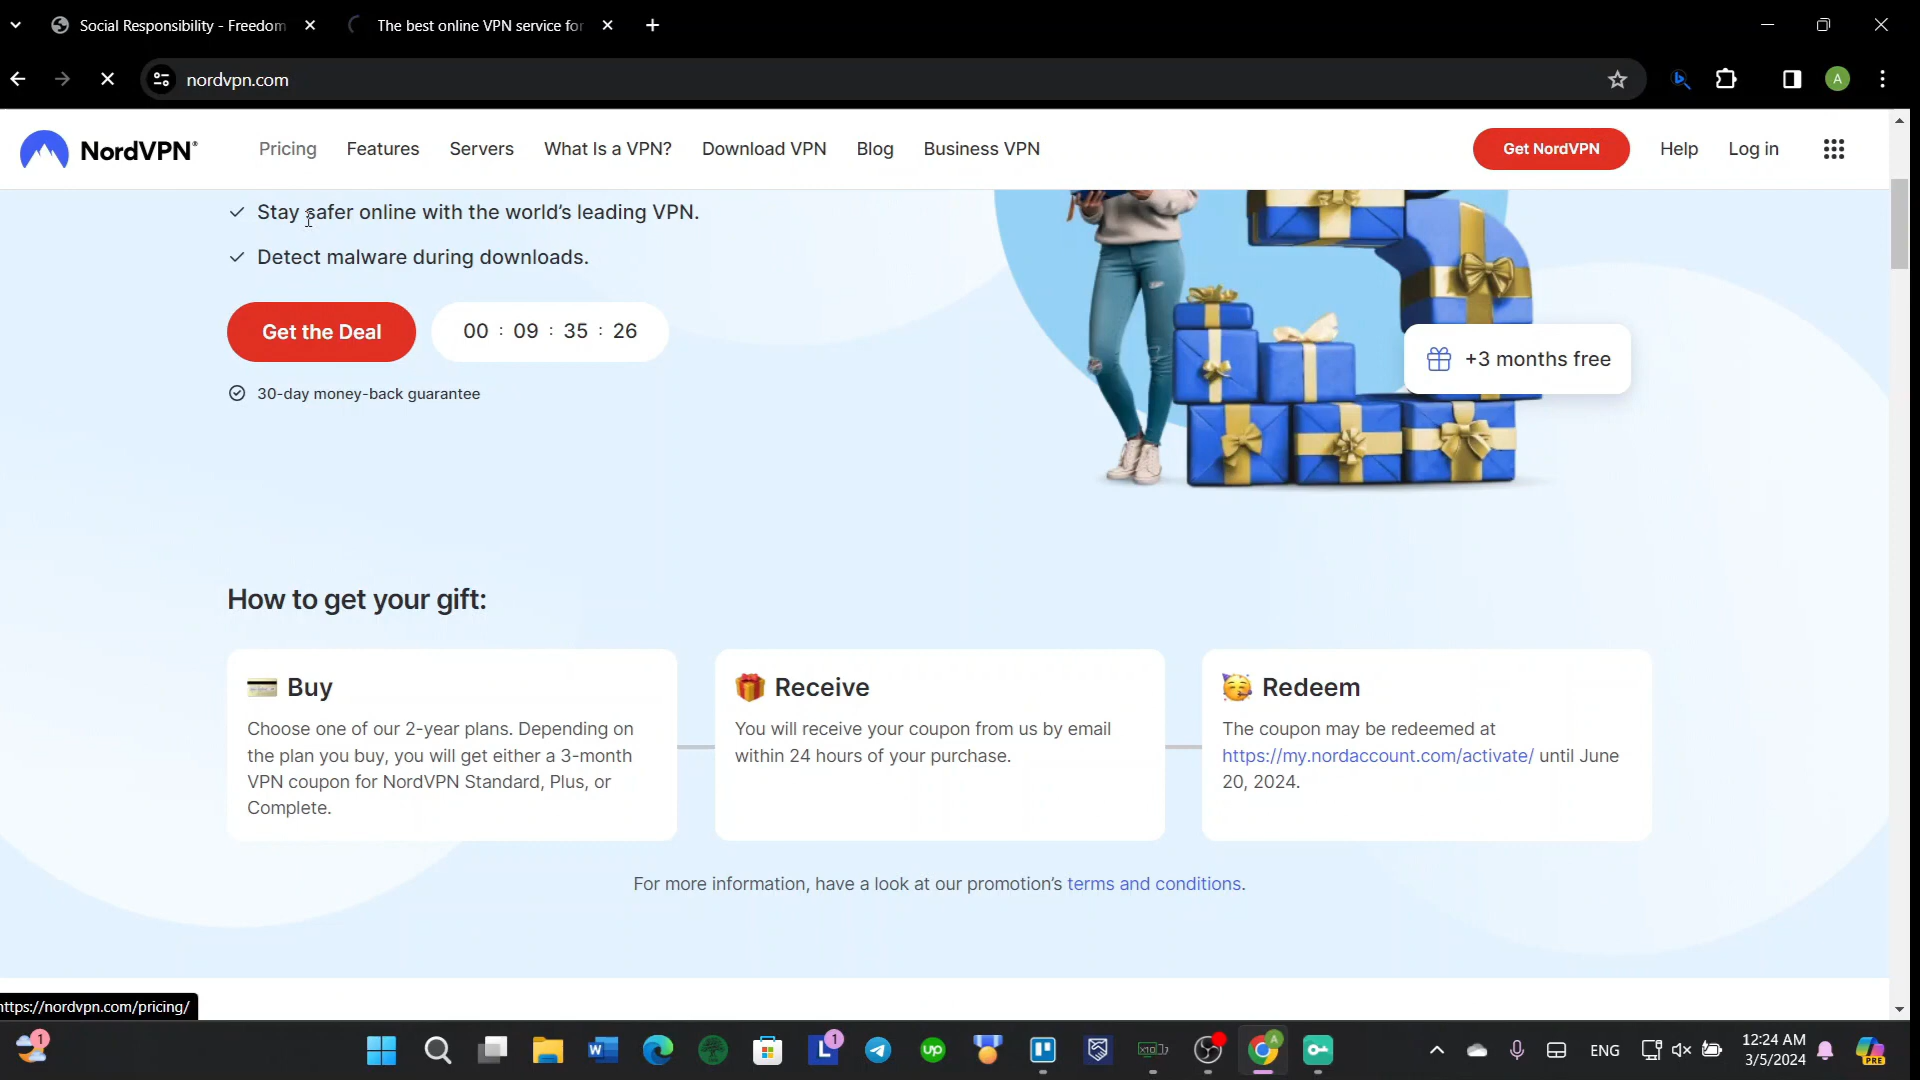 Social Responsibility - Freedom
The best online VPN service for
nordvpn.com
A
NordVPN®
Pricing
Features
Servers
What Is a VPN?
Download VPN
Blog
Business VPN
Get NordVPN
Help
Log in
Stay safer online with the world's leading VPN.
Detect malware during downloads.
Get the Deal
00 : 09 : 35 : 26
+3 months free
30-day money-back guarantee
How to get your gift:
Buy
Choose one of our 2-year plans. Depending on
the plan you buy, you will get either a 3-month
VPN coupon for NordVPN Standard, Plus, or
Complete.
Receive
You will receive your coupon from us by email
within 24 hours of your purchase.
Redeem
The coupon may be redeemed at
https://my.nordaccount.com/activate/ until June
20, 2024.
For more information, have a look at our promotion's terms and conditions.
https://nordvpn.com/pricing/
1
W
L
1
up
A
ENG
12:24 AM
3/5/2024
PRE